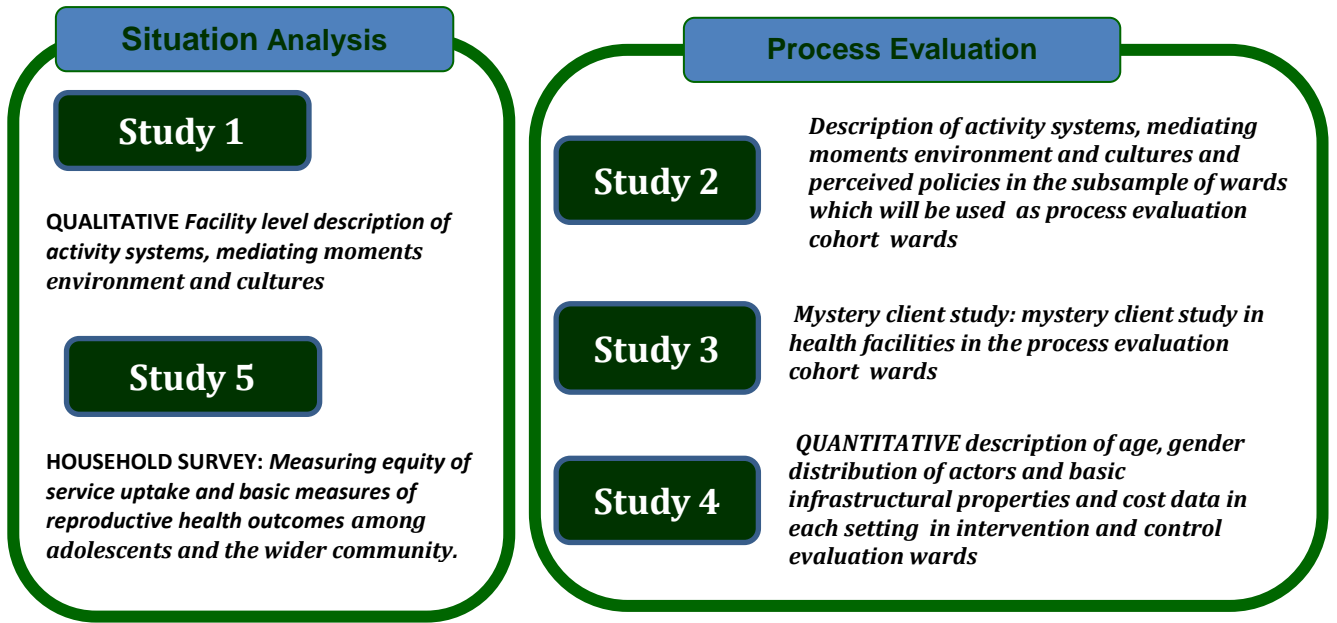 Situation Analysis
Study 1
QUALITATIVE Facility level description of
activity systems, mediating moments
environment and cultures
Study 5
HOUSEHOLD SURVEY: Measuring equity of
service uptake and basic measures of
reproductive health outcomes among
adolescents and the wider community.
Process Evaluation
Study 2
Description of activity systems, mediating
moments environment and cultures and
perceived policies in the subsample of wards
which will be used as process evaluation
cohort wards
Study 3
Mystery client study: mystery client study in
health facilities in the process evaluation
cohort wards
Study 4
QUANTITATIVE description of age, gender
distribution of actors and basic
infrastructural properties and cost data in
each setting in intervention and control
evaluation wards